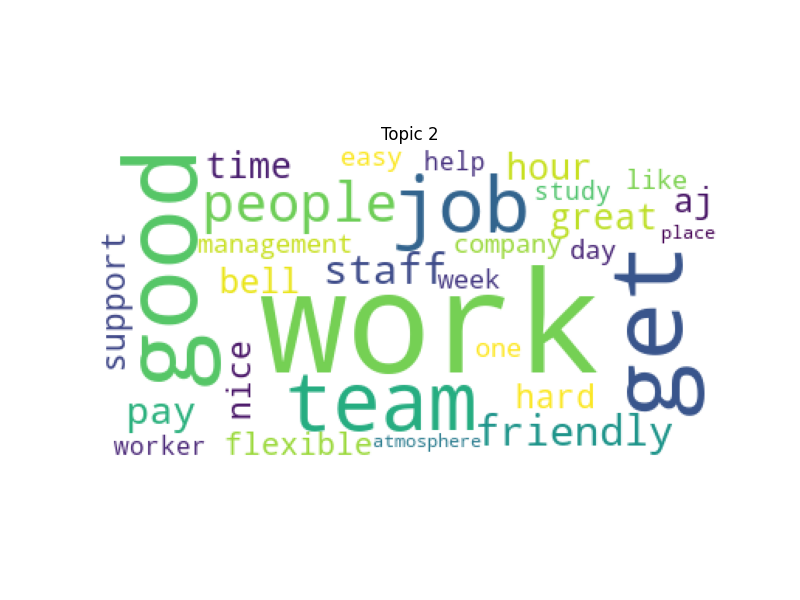 Topic 2
good
time
easy
help
hour
people
job
study
like
great
aj
place
management
company
day
support
bell
staff
week
get
work
one
nice
team
hard
pay
friendly
worker
flexible
atmosphere